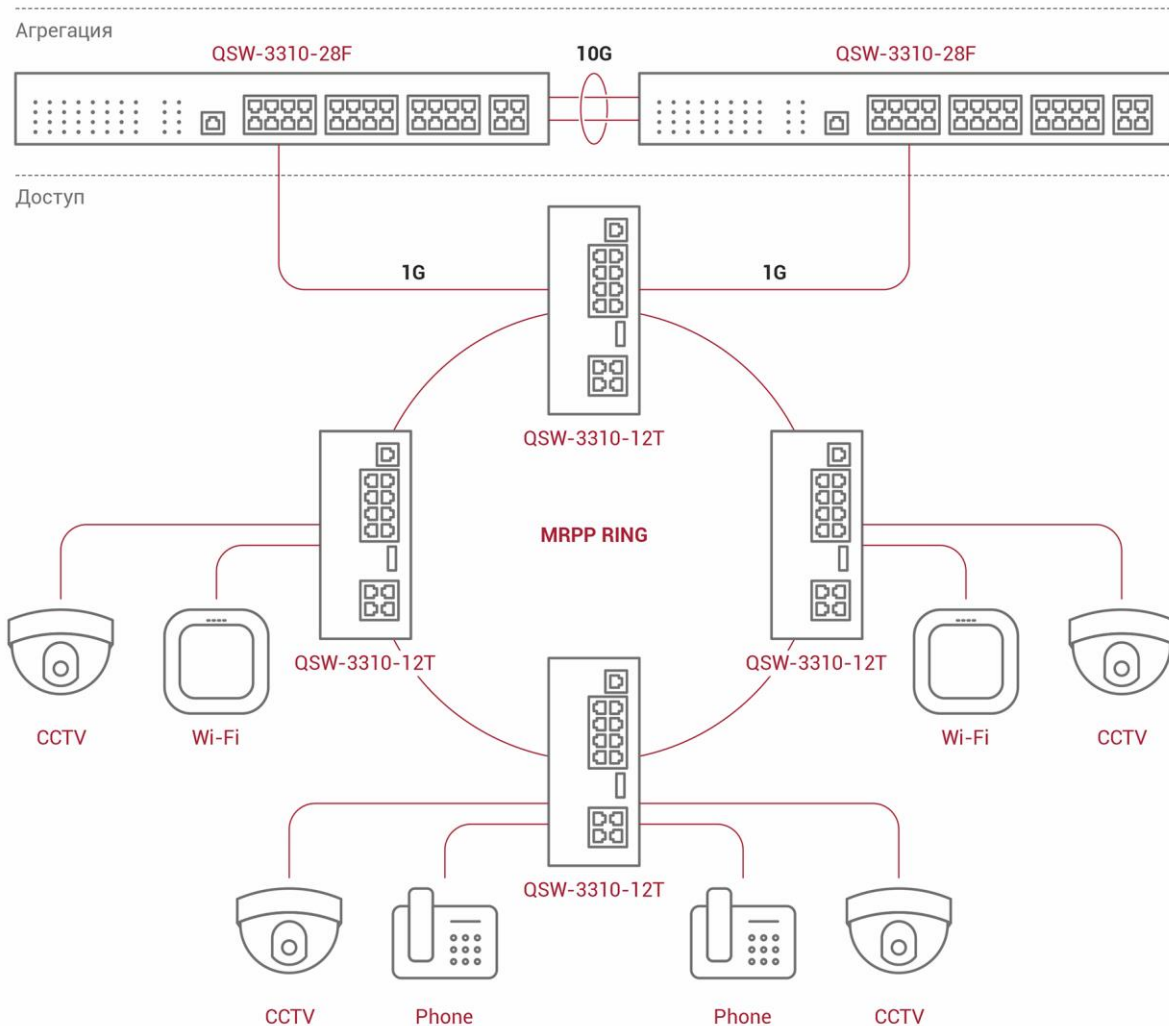 Агрегация
QSW-3310-28F
10G
QSW-3310-28F
Доступ
1G
1G
QSW-3310-12T
MRPP RING
QSW-3310-12T
QSW-3310-12T
CCTV
Wi-Fi
Wi-Fi
CCTV
QSW-3310-12T
CCTV
Phone
Phone
CCTV